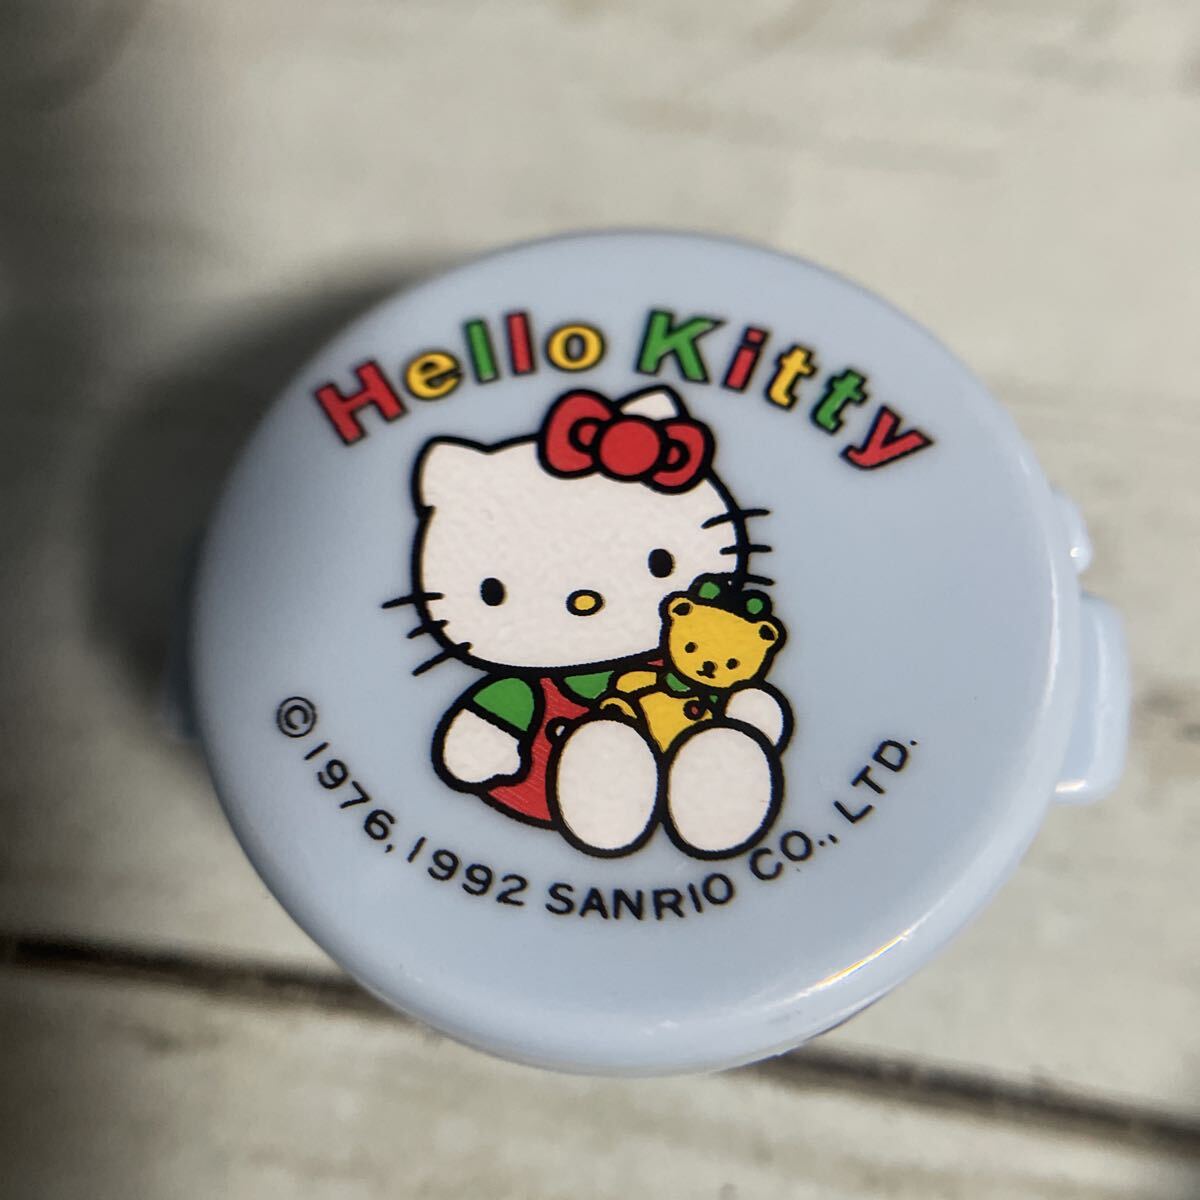 Hello Kitty
©1976,1992 SANRIO CO., LTD.